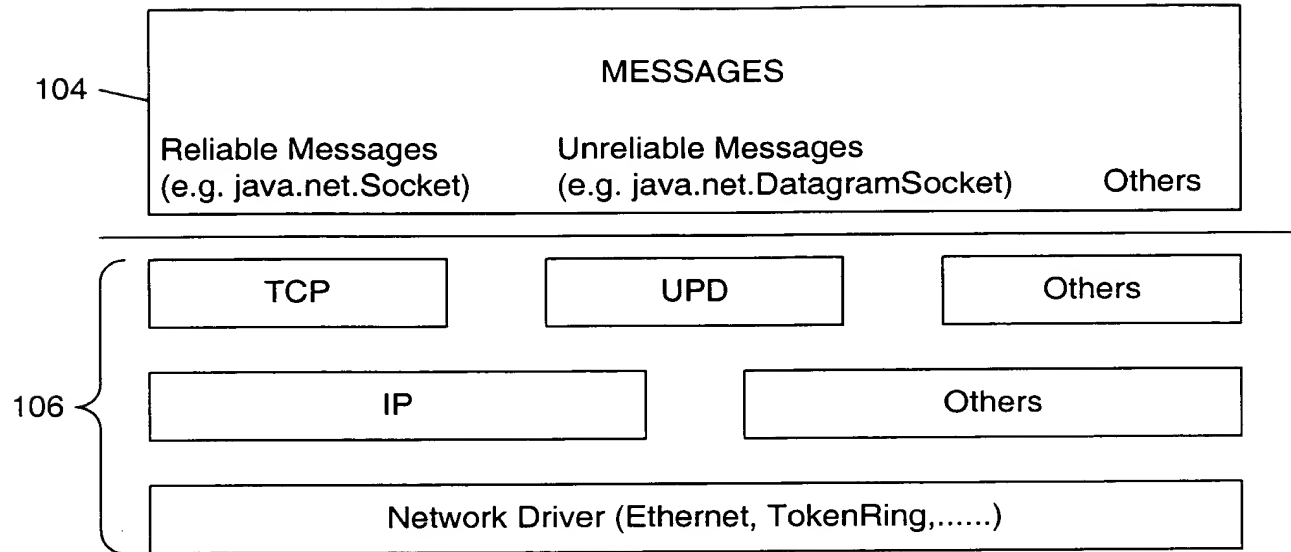 104
MESSAGES
Reliable Messages
(e.g. java.net.Socket)
Unreliable Messages
(e.g. java.net.DatagramSocket)
Others
106
TCP
UPD
Others
IP
Others
Network Driver (Ethernet, TokenRing,......)